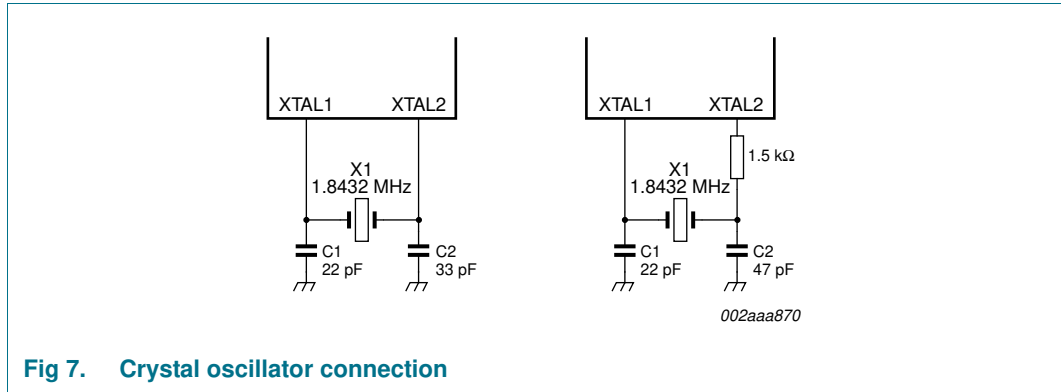 XTAL1 XTAL2
X1
1.8432 MHz
C1
22 pF
C2
33 pF
XTAL1 XTAL2
1.5 kΩ
X1
1.8432 MHz
C1
22 pF
C2
47 pF
002aaa870
Fig 7. Crystal oscillator connection